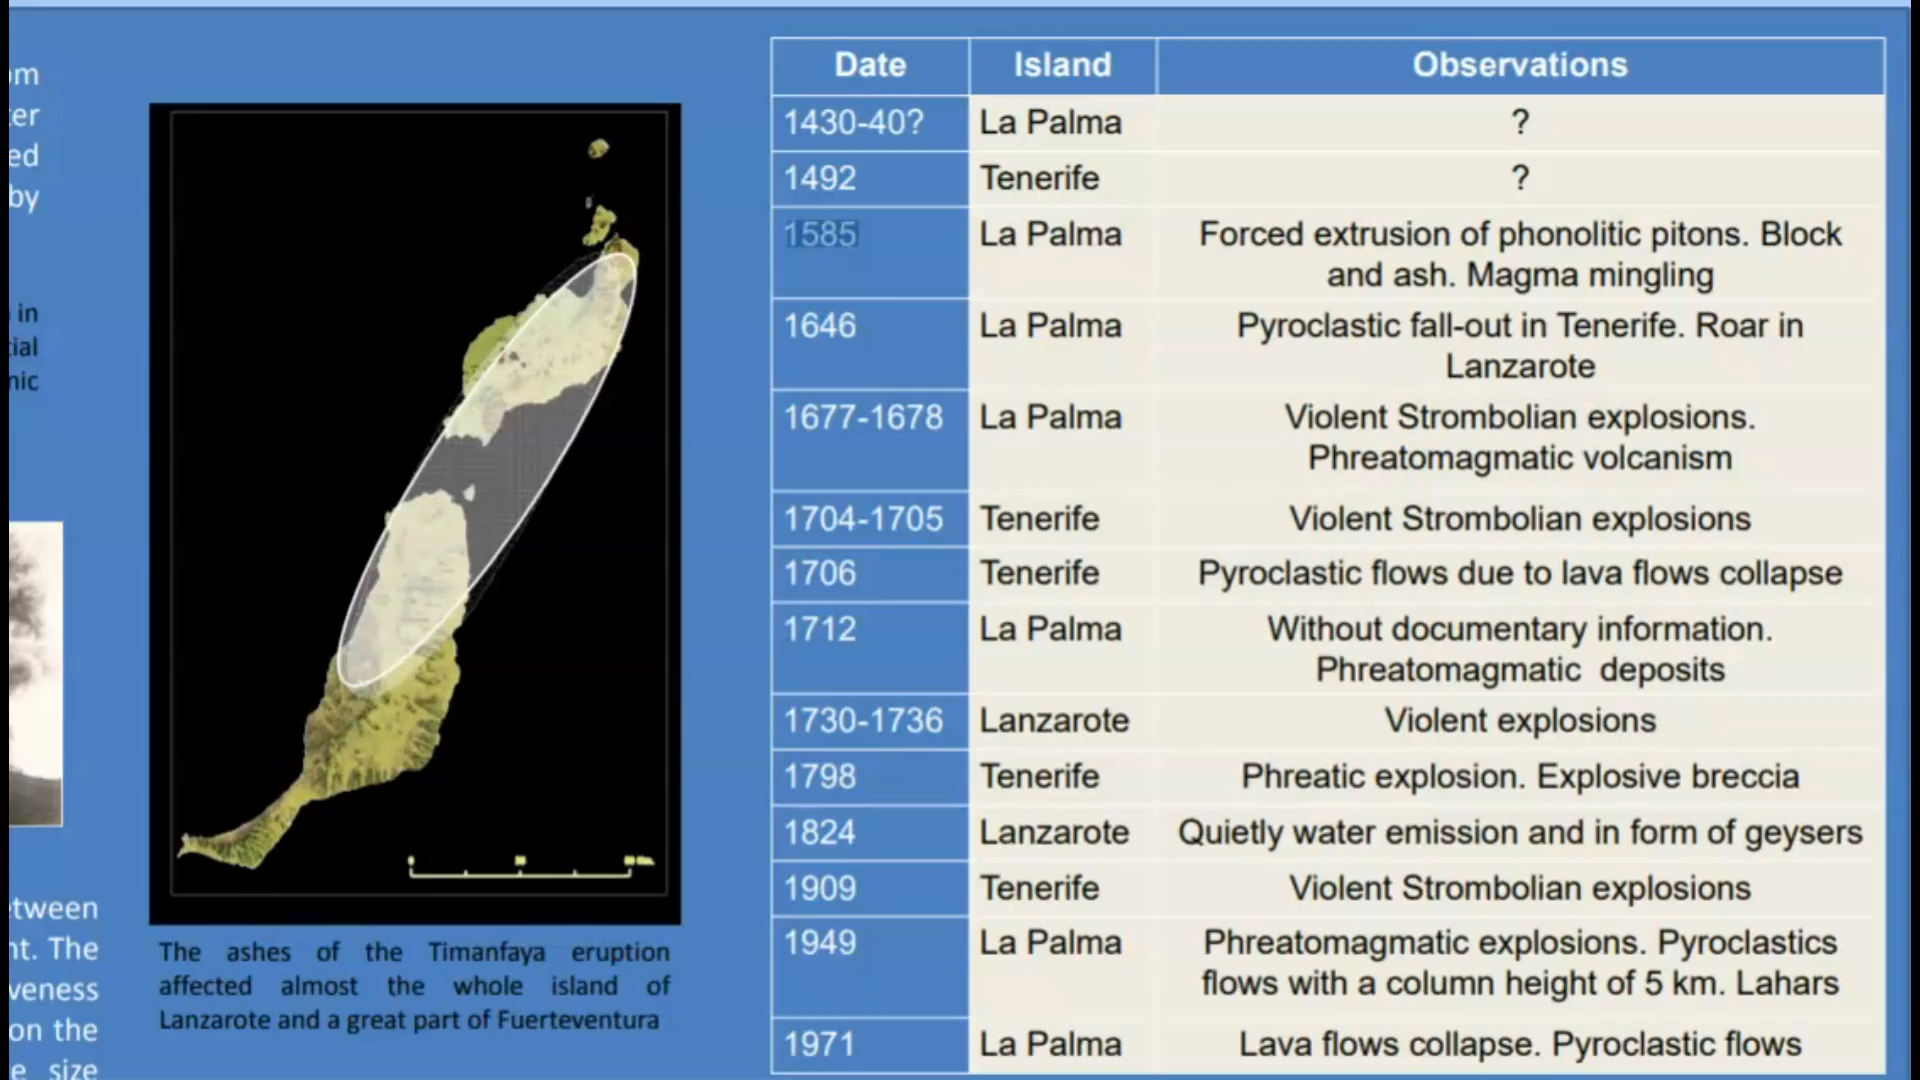 om
ter
ed
by
in
tial
nic
etween
nt. The
veness
on the
e size
The ashes of the Timanfaya eruption
affected almost the whole island of
Lanzarote and a great part of Fuerteventura
Date Island Observations
1430-40? La Palma ?
1492 Tenerife ?
1585 La Palma Forced extrusion of phonolitic pitons. Block
and ash. Magma mingling
1646 La Palma Pyroclastic fall-out in Tenerife. Roar in
Lanzarote
1677-1678 La Palma Violent Strombolian explosions.
Phreatomagmatic volcanism
1704-1705 Tenerife Violent Strombolian explosions
1706 Tenerife Pyroclastic flows due to lava flows collapse
1712 La Palma Without documentary information.
Phreatomagmatic deposits
1730-1736 Lanzarote Violent explosions
1798 Tenerife Phreatic explosion. Explosive breccia
1824 Lanzarote Quietly water emission and in form of geysers
1909 Tenerife Violent Strombolian explosions
1949 La Palma Phreatomagmatic explosions. Pyroclastics
flows with a column height of 5 km. Lahars
1971 La Palma Lava flows collapse. Pyroclastic flows